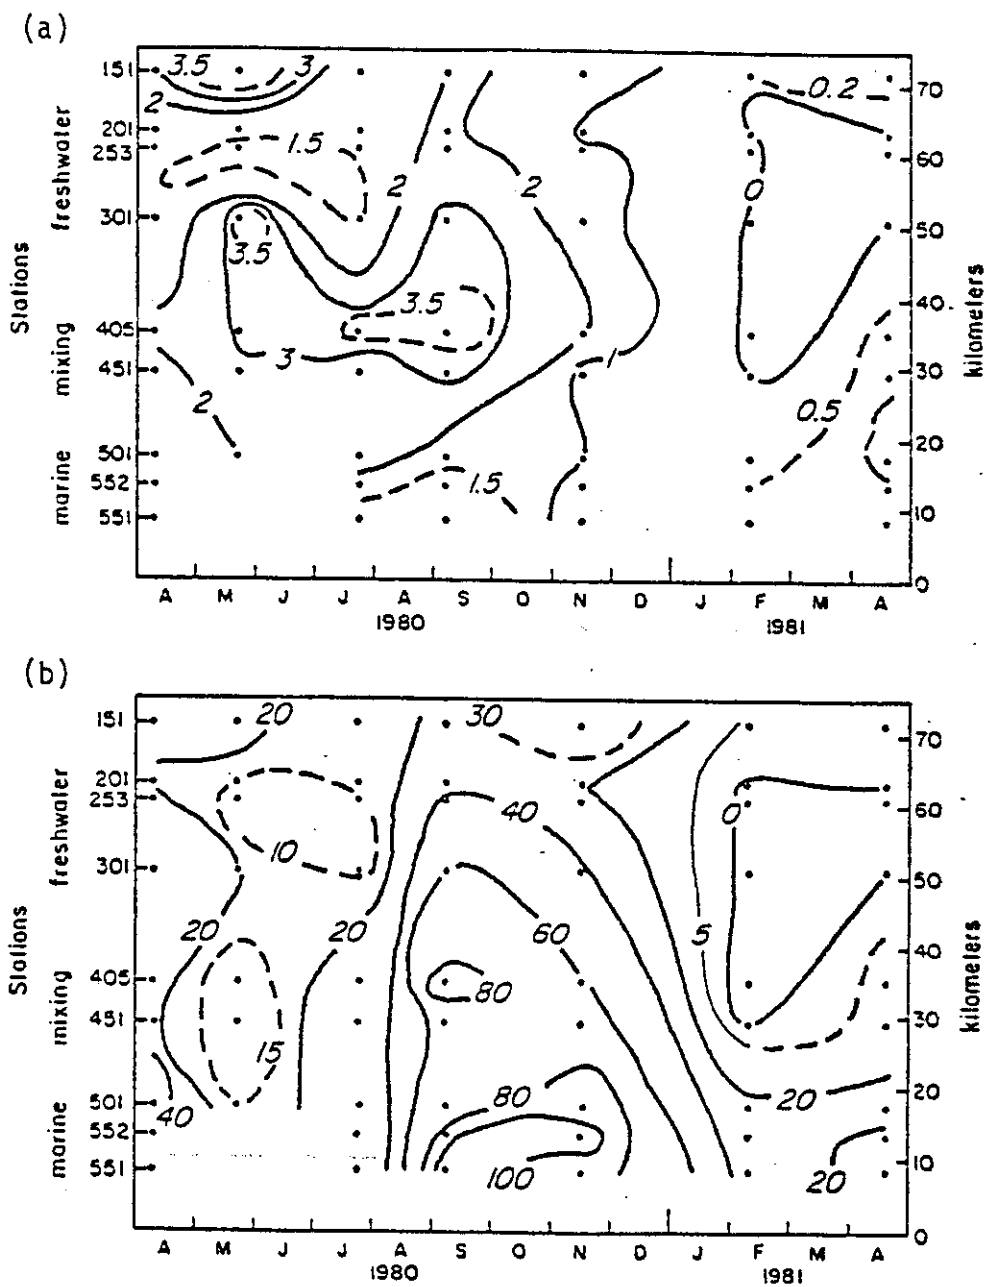 (a)
151 3.5 3 0.2 70
2
201
253 1.5 60
freshwater
2 2 0
301 3.5 50
Stations
3.5 40
405
mixing 3 1
451 30
kilometers
2 0.5
501 20
marine 552 1.5
551 10
0
A M J J A S O N D J F M A
1980 1981
(b)
151 20 30 70
201
253 40 0 60
freshwater
10
301 50
Stations
20 20 60 5 40
405 80
mixing
451 15 30
kilometers
501 40 80 20 20
marine 552
551 100 20 10
0
A M J J A S O N D J F M A
1980 1981